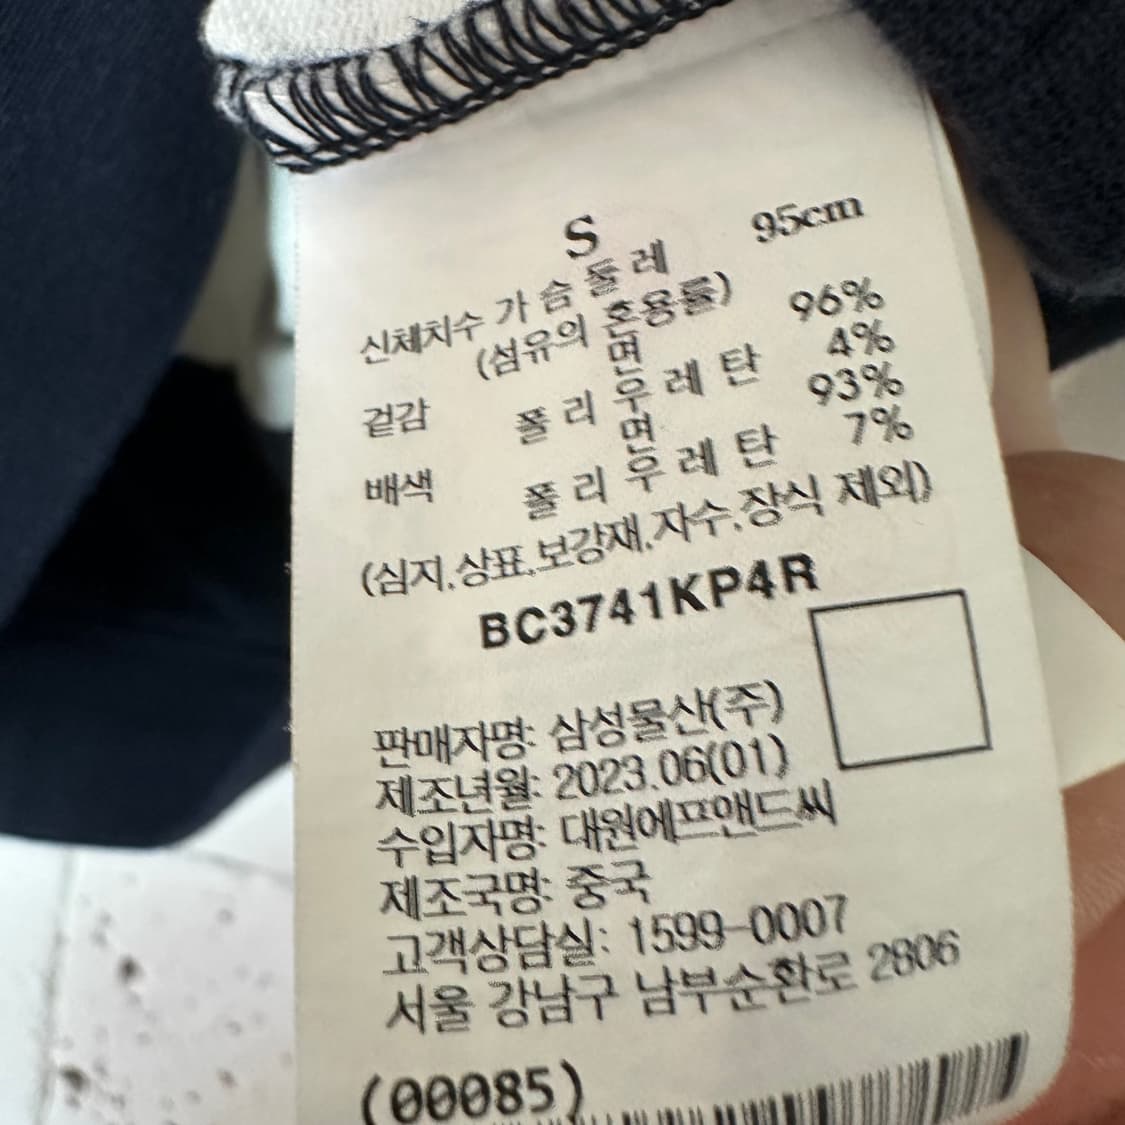 S
신체치수 가슴둘레 95cm
(섬유의 혼용률)
겉감 면 96%
폴리우레탄 4%
배색 면 93%
폴리우레탄 7%
(심지,상표,보강재,자수,장식 제외)
BC3741KP4R
판매자명: 삼성물산(주)
제조년월: 2023.06(01)
수입자명: 대원에프앤드씨
제조국명: 중국
고객상담실: 1599-0007
서울 강남구 남부순환로 2806
(00085)